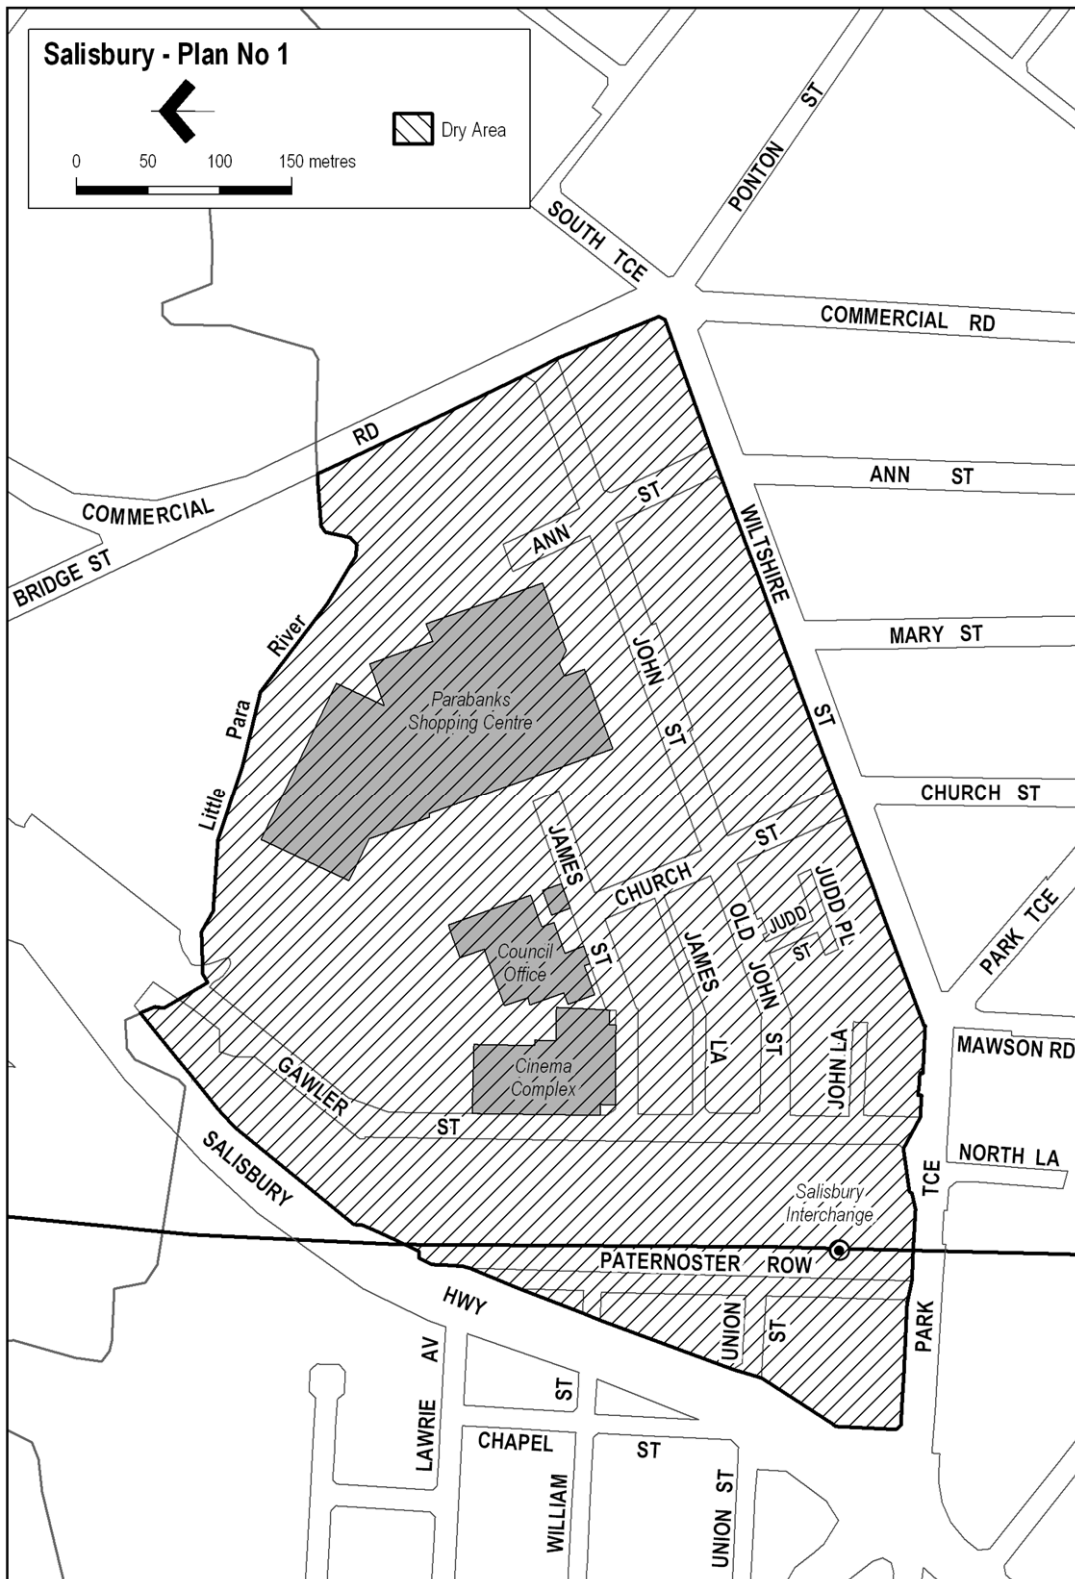 Salisbury - Plan No 1
Dry Area
0 50 100 150 metres
PONTON ST
SOUTH TCE
COMMERCIAL RD
COMMERCIAL RD
BRIDGE ST
ANN ST
ANN ST
WILTSHIRE ST
MARY ST
Little Para River
JOHN ST
Parabanks
Shopping Centre
CHURCH ST
CHURCH ST
JAMES ST
JUDD PL
JUDD ST
OLD JOHN ST
JAMES LA
PARK TCE
Council
Office
JOHN LA
MAWSON RD
Cinema
Complex
GAWLER ST
NORTH LA
SALISBURY HWY
Salisbury
Interchange
PARK TCE
PATERNOSTER ROW
UNION ST
LAWRIE AV
CHAPEL ST
WILLIAM ST
UNION ST